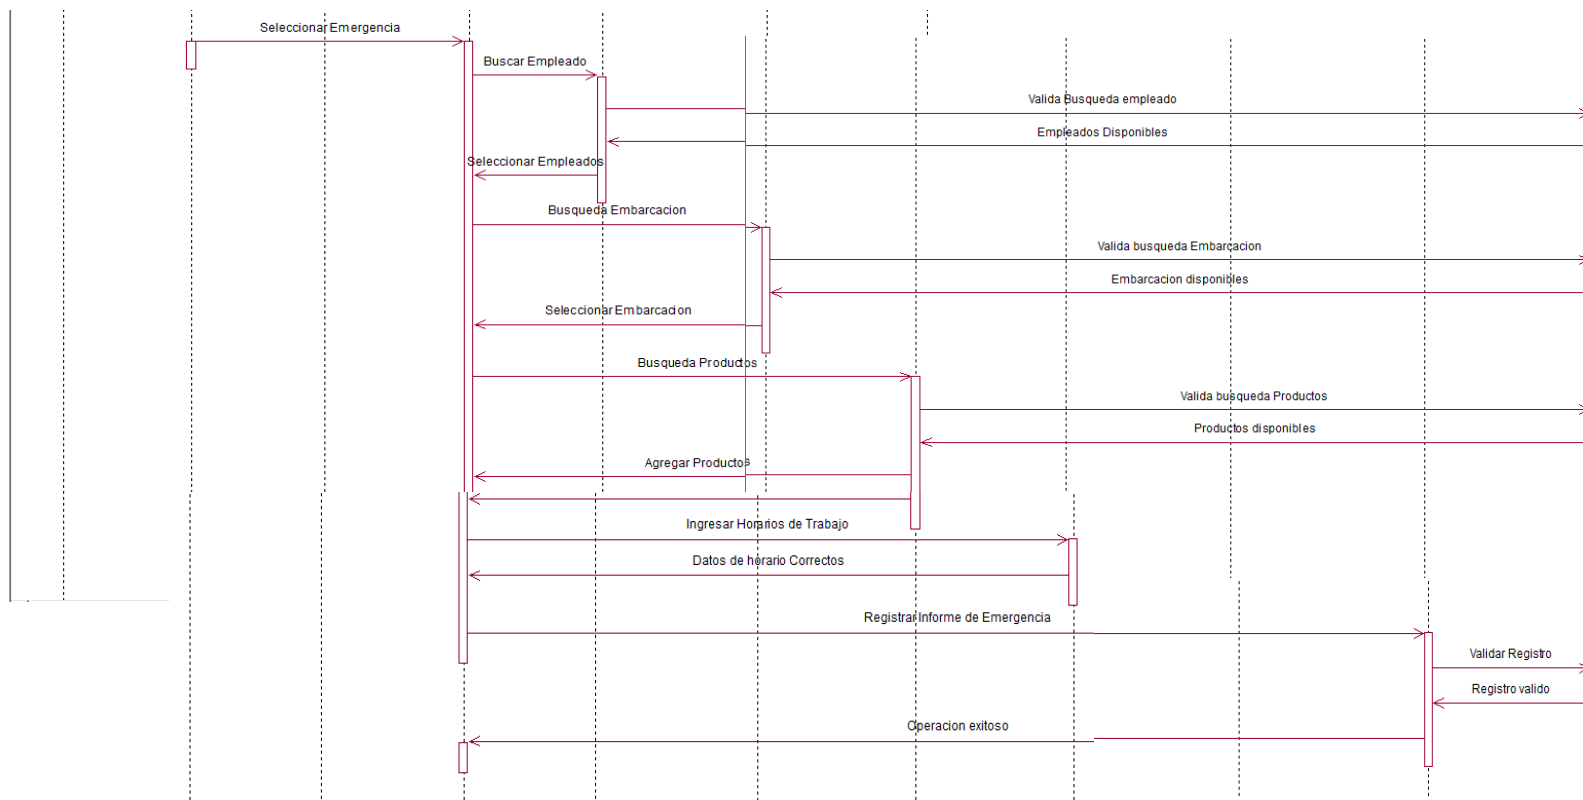 Seleccionar Emergencia
Buscar Empleado
Valida Busqueda empleado
Empleados Disponibles
Seleccionar Empleados
Busqueda Embarcacion
Valida busqueda Embarcacion
Embarcacion disponibles
Seleccionar Embarcacion
Busqueda Productos
Valida busqueda Productos
Productos disponibles
Agregar Productos
Ingresar Horarios de Trabajo
Datos de horario Correctos
Registrar Informe de Emergencia
Validar Registro
Registro valido
Operacion exitoso